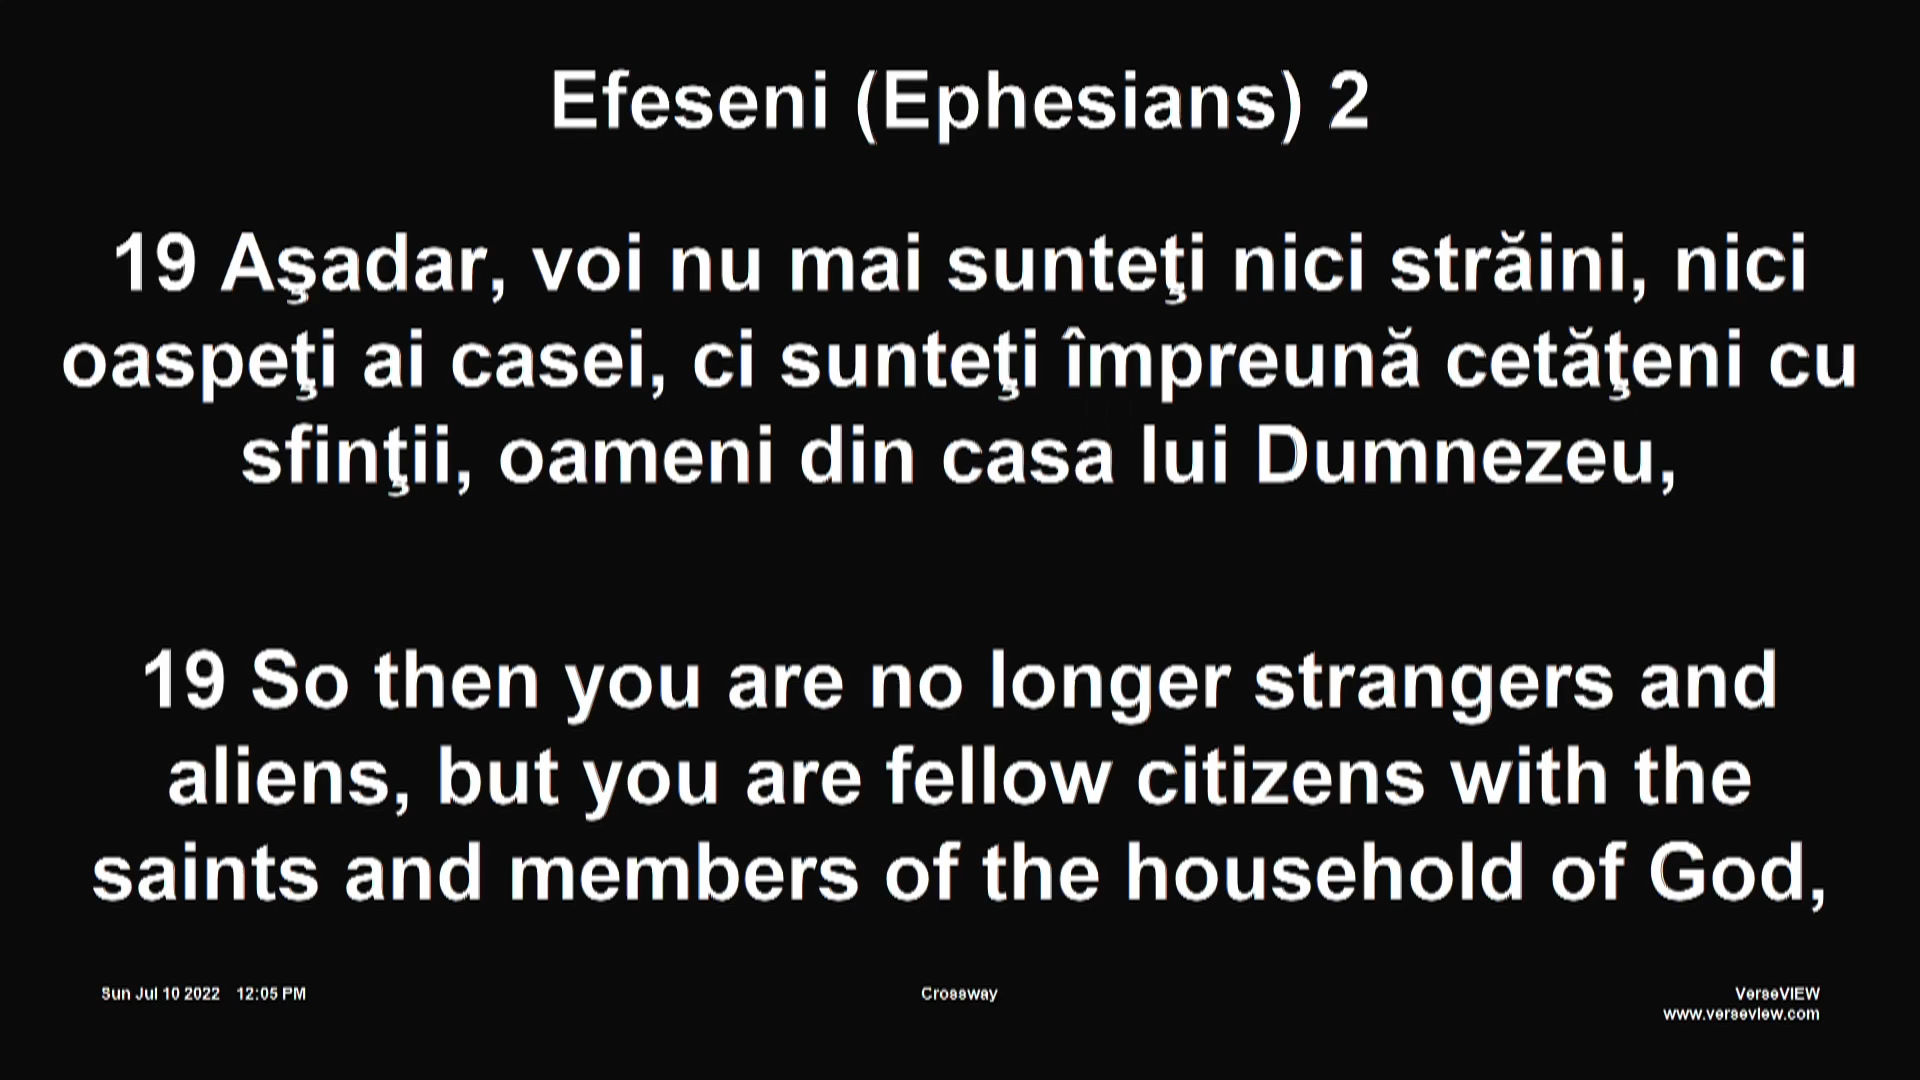 Efeseni (Ephesians) 2
19 Aşadar, voi nu mai sunteţi nici străini, nici
oaspeţi ai casei, ci sunteţi împreună cetăţeni cu
sfinţii, oameni din casa lui Dumnezeu,
19 So then you are no longer strangers and
aliens, but you are fellow citizens with the
saints and members of the household of God,
Sun Jul 10 2022 12:05 PM
Crossway
VerseVIEW
www.verseview.com